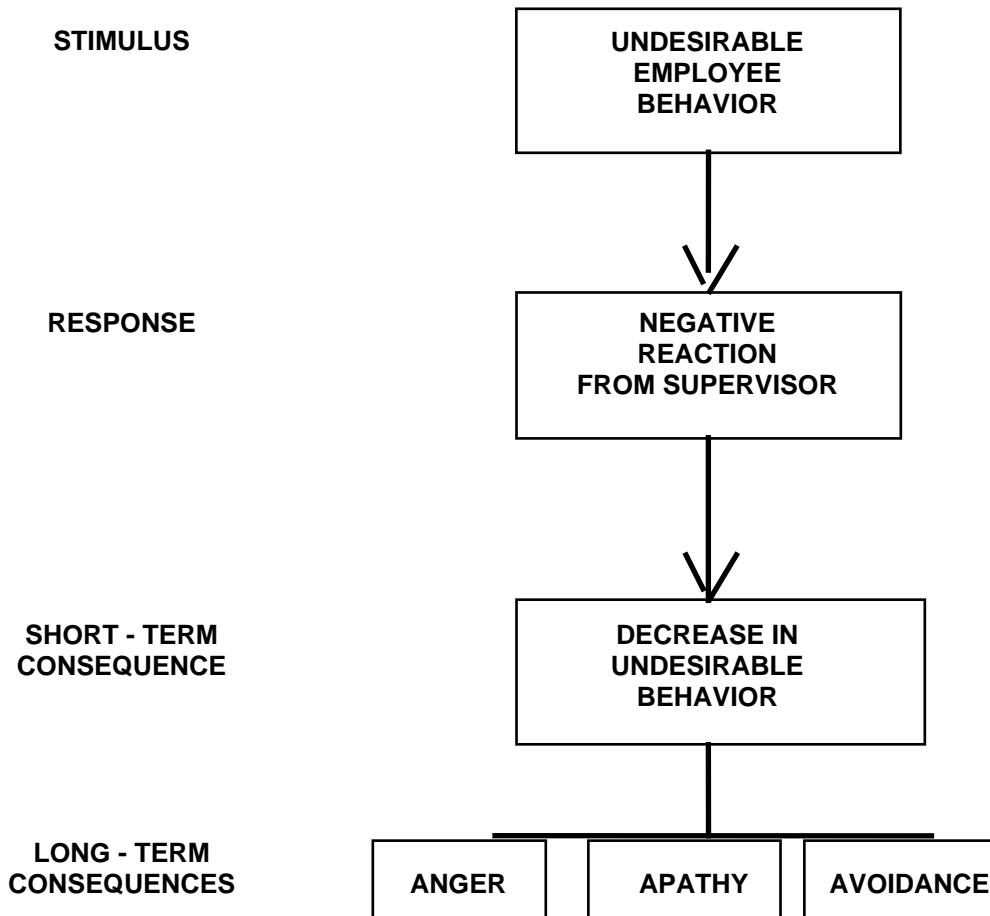 STIMULUS
UNDESIRABLE
EMPLOYEE
BEHAVIOR
RESPONSE
NEGATIVE
REACTION
FROM SUPERVISOR
SHORT - TERM
CONSEQUENCE
DECREASE IN
UNDESIRABLE
BEHAVIOR
LONG - TERM
CONSEQUENCES
ANGER
APATHY
AVOIDANCE